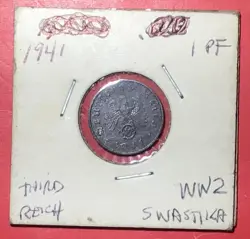 1941 1 PF
THIRD WW2
REICH SWASTIKA